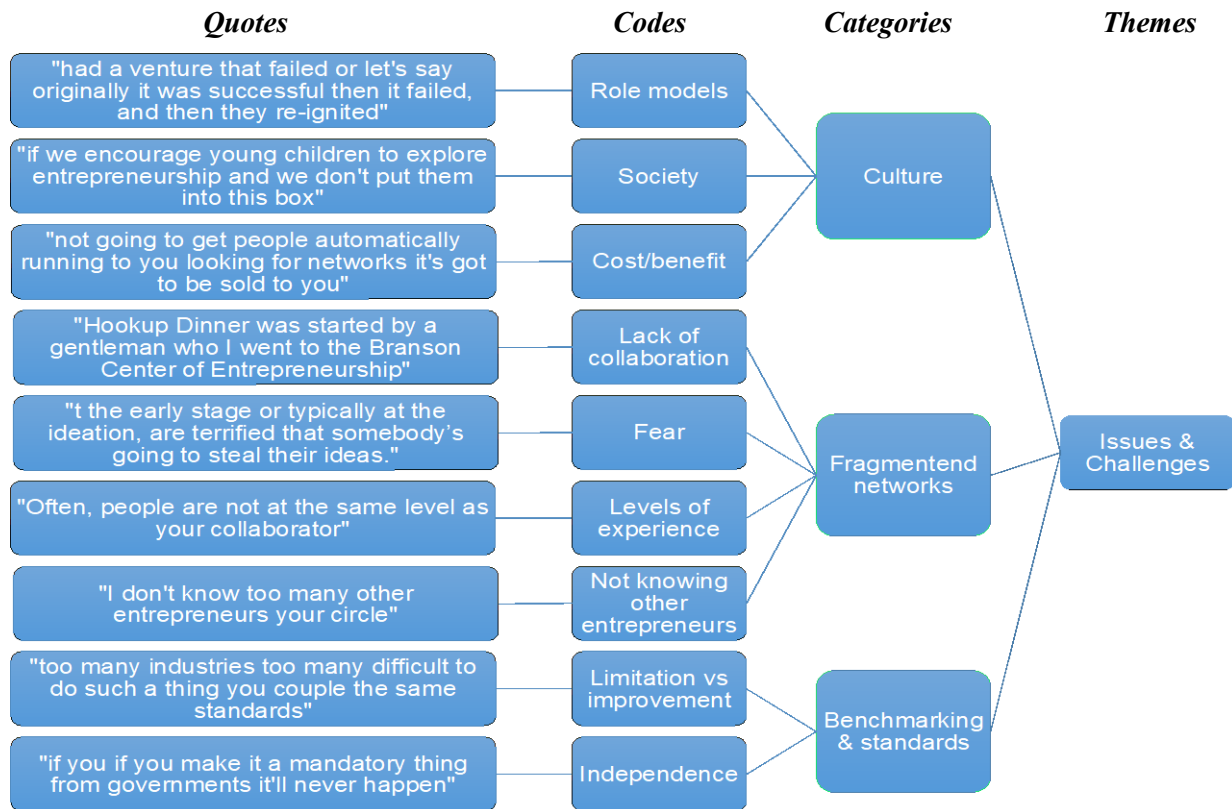 Quotes Codes Categories Themes
"had a venture that failed or let's say
originally it was successful then it failed,
and then they re-ignited"
Role models
"if we encourage young children to explore
entrepreneurship and we don't put them
into this box"
Society
Culture
"not going to get people automatically
running to you looking for networks it's got
to be sold to you"
Cost/benefit
"Hookup Dinner was started by a
gentleman who I went to the Branson
Center of Entrepreneurship"
Lack of
collaboration
"t the early stage or typically at the
ideation, are terrified that somebody’s
going to steal their ideas."
Fear
Fragmentend
networks
Issues &
Challenges
"Often, people are not at the same level as
your collaborator"
Levels of
experience
"I don't know too many other
entrepreneurs your circle"
Not knowing
other
entrepreneurs
"too many industries too many difficult to
do such a thing you couple the same
standards"
Limitation vs
improvement
Benchmarking
& standards
"if you if you make it a mandatory thing
from governments it'll never happen"
Independence